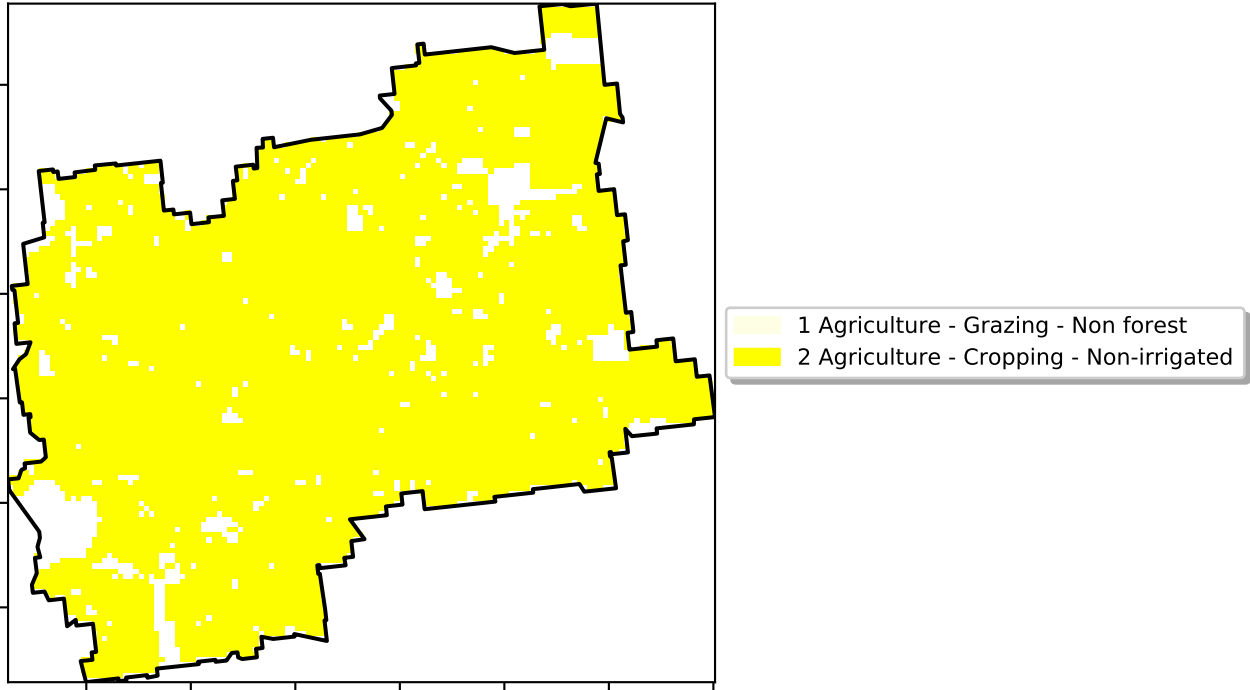 1 Agriculture - Grazing - Non forest
2 Agriculture - Cropping - Non-irrigated